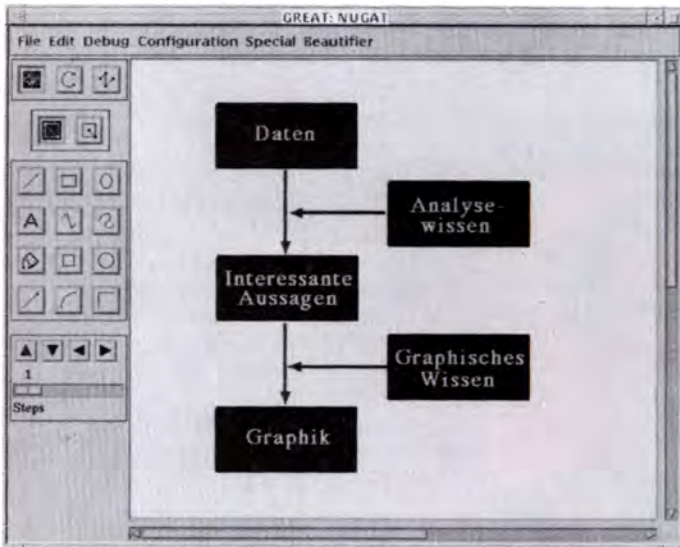 GREAT: NUGAT
File Edit Debug Configuration Special Beautifier
A
1
Steps
Daten
Analyse-
wissen
Interessante
Aussagen
Graphisches
Wissen
Graphik